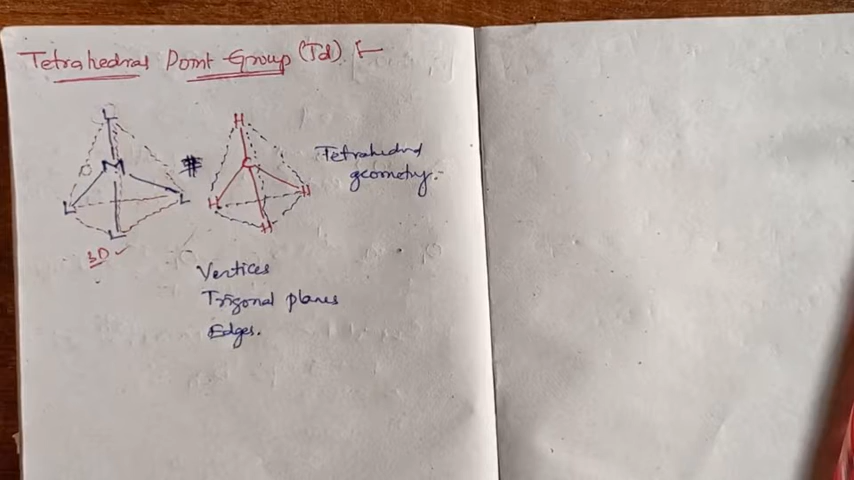 Tetrahedral Point Group (Td) :-
L
M
L
L
L
H
C
H
H
H
Tetrahedral
geometry:-
3D ✓
Vertices
Trigonal planes
Edges.